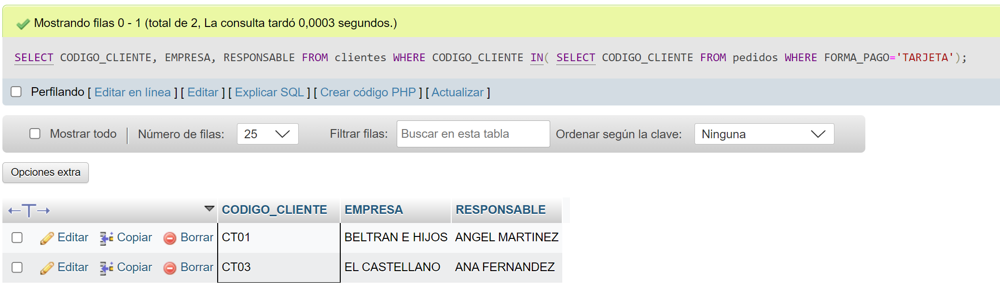 Mostrando filas 0 - 1 (total de 2, La consulta tardó 0,0003 segundos.)
SELECT CODIGO_CLIENTE, EMPRESA, RESPONSABLE FROM clientes WHERE CODIGO_CLIENTE IN( SELECT CODIGO_CLIENTE FROM pedidos WHERE FORMA_PAGO='TARJETA');
Perfilando [ Editar en línea ] [ Editar ] [ Explicar SQL ] [ Crear código PHP ] [ Actualizar ]
Mostrar todo | Número de filas: 25 Filtrar filas: Buscar en esta tabla Ordenar según la clave: Ninguna
Opciones extra
←T→ CODIGO_CLIENTE EMPRESA RESPONSABLE
Editar Copiar Borrar CT01 BELTRAN E HIJOS ANGEL MARTINEZ
Editar Copiar Borrar CT03 EL CASTELLANO ANA FERNANDEZ